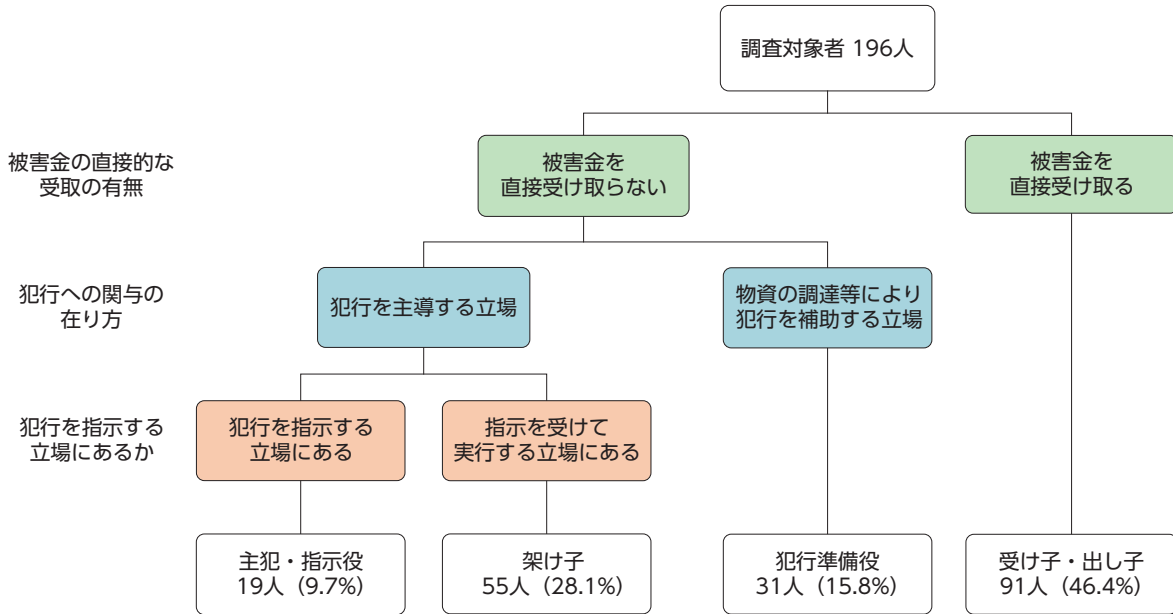 調査対象者 196人
被害金の直接的な
受取の有無
被害金を
直接受け取らない
被害金を
直接受け取る
犯行への関与の
在り方
犯行を主導する立場
物資の調達等により
犯行を補助する立場
犯行を指示する
立場にあるか
犯行を指示する
立場にある
指示を受けて
実行する立場にある
主犯・指示役
19人（9.7%）
架け子
55人（28.1%）
犯行準備役
31人（15.8%）
受け子・出し子
91人（46.4%）